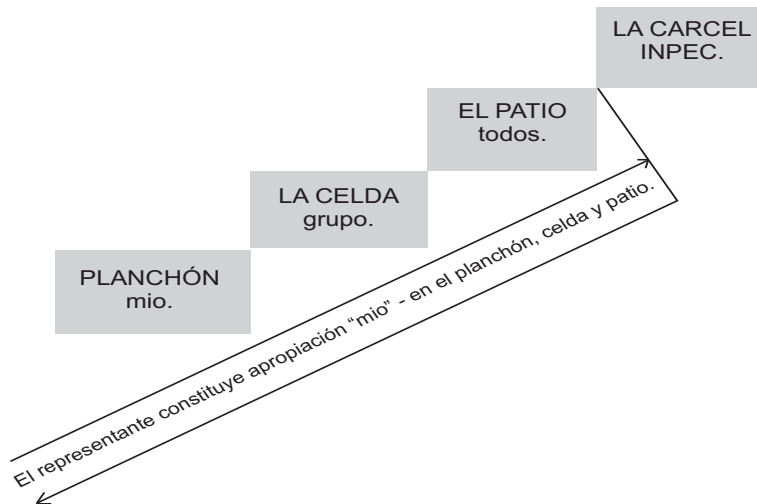 LA CARCEL
INPEC.
EL PATIO
todos.
LA CELDA
grupo.
PLANCHÓN
mio.
El representante constituye apropiación “mio” - en el planchón, celda y patio.